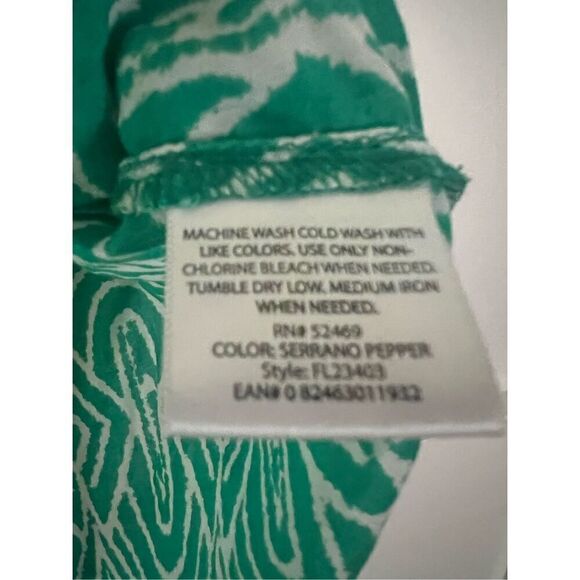 MACHINE WASH COLD WASH WITH
LIKE COLORS. USE ONLY NON-
CHLORINE BLEACH WHEN NEEDED.
TUMBLE DRY LOW. MEDIUM IRON
WHEN NEEDED.
RN# 52469
COLOR: SERRANO PEPPER
Style: FL23403
EAN# 0 82463011932